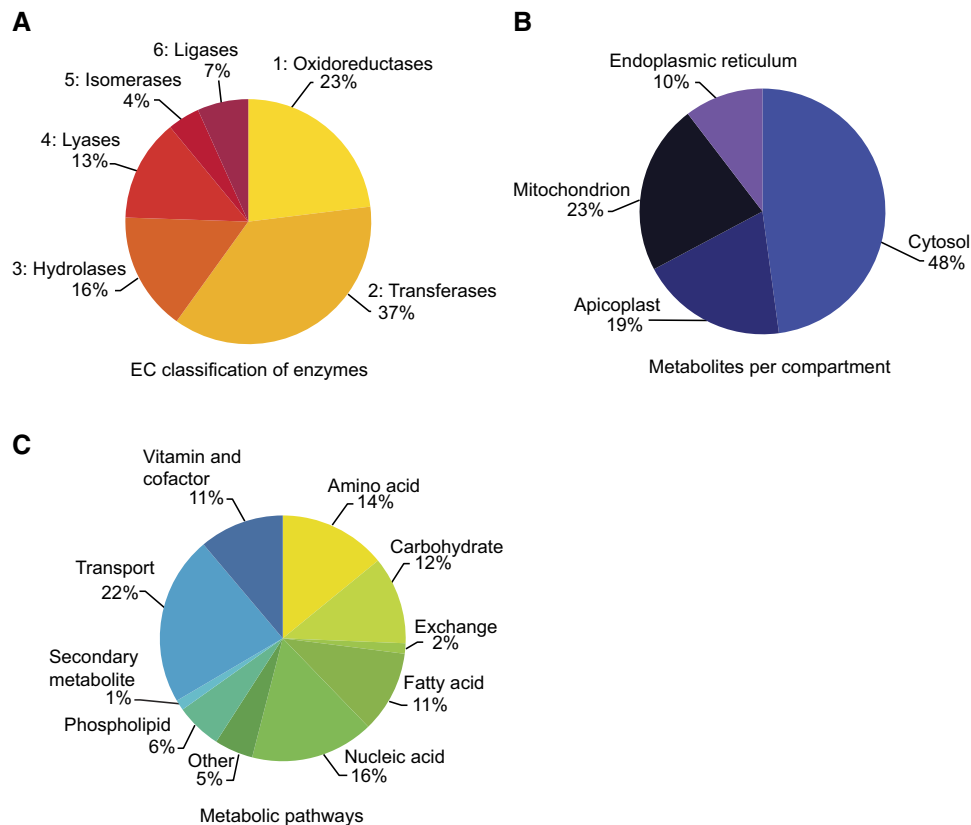 A
6: Ligases
7%
1: Oxidoreductases
23%
5: Isomerases
4%
4: Lyases
13%
3: Hydrolases
16%
2: Transferases
37%
EC classification of enzymes
B
Endoplasmic reticulum
10%
Mitochondrion
23%
Cytosol
48%
Apicoplast
19%
Metabolites per compartment
C
Vitamin and
cofactor
11%
Amino acid
14%
Carbohydrate
12%
Transport
22%
Exchange
2%
Secondary
metabolite
1%
Fatty acid
11%
Phospholipid
6%
Other
5%
Nucleic acid
16%
Metabolic pathways